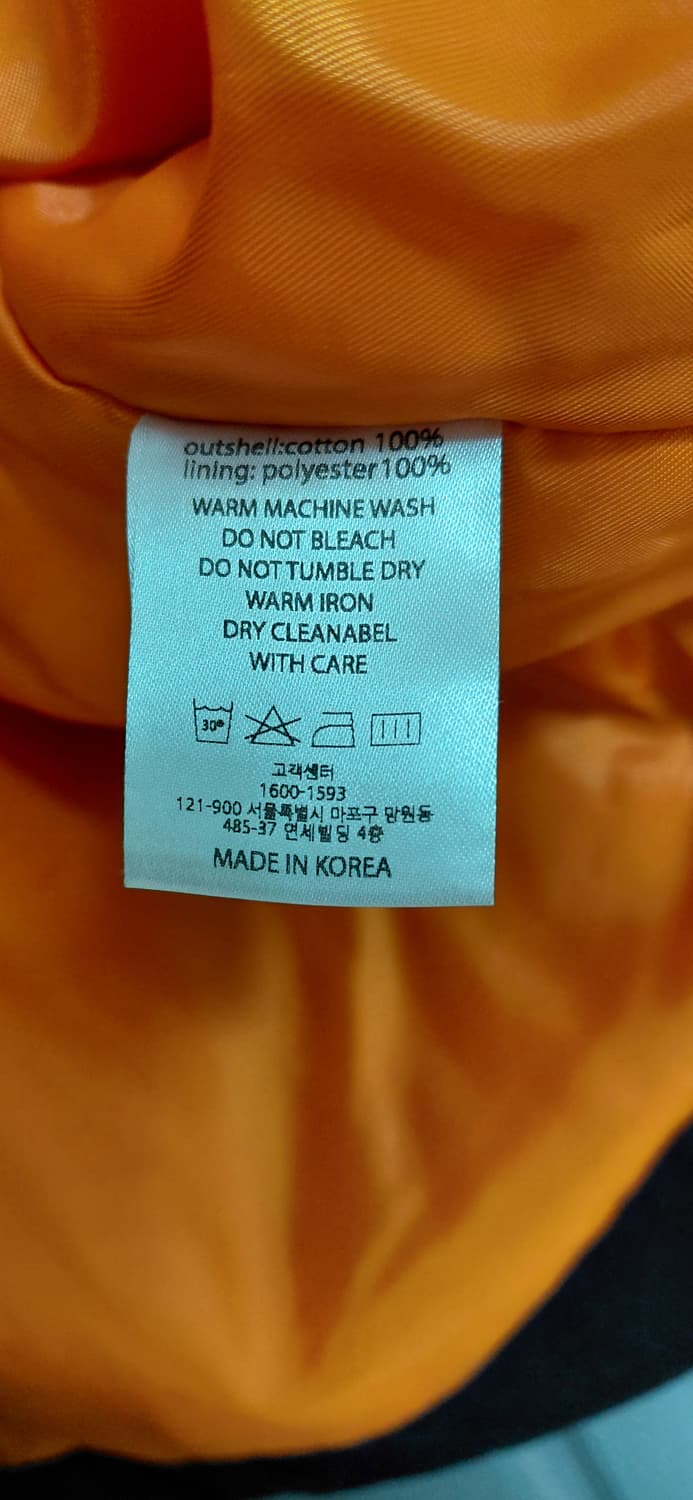 outshell:cotton 100%
lining: polyester100%
WARM MACHINE WASH
DO NOT BLEACH
DO NOT TUMBLE DRY
WARM IRON
DRY CLEANABEL
WITH CARE
30°
고객센터
1600-1593
121-900 서울특별시 마포구 망원동
485-37 연세빌딩 4층
MADE IN KOREA